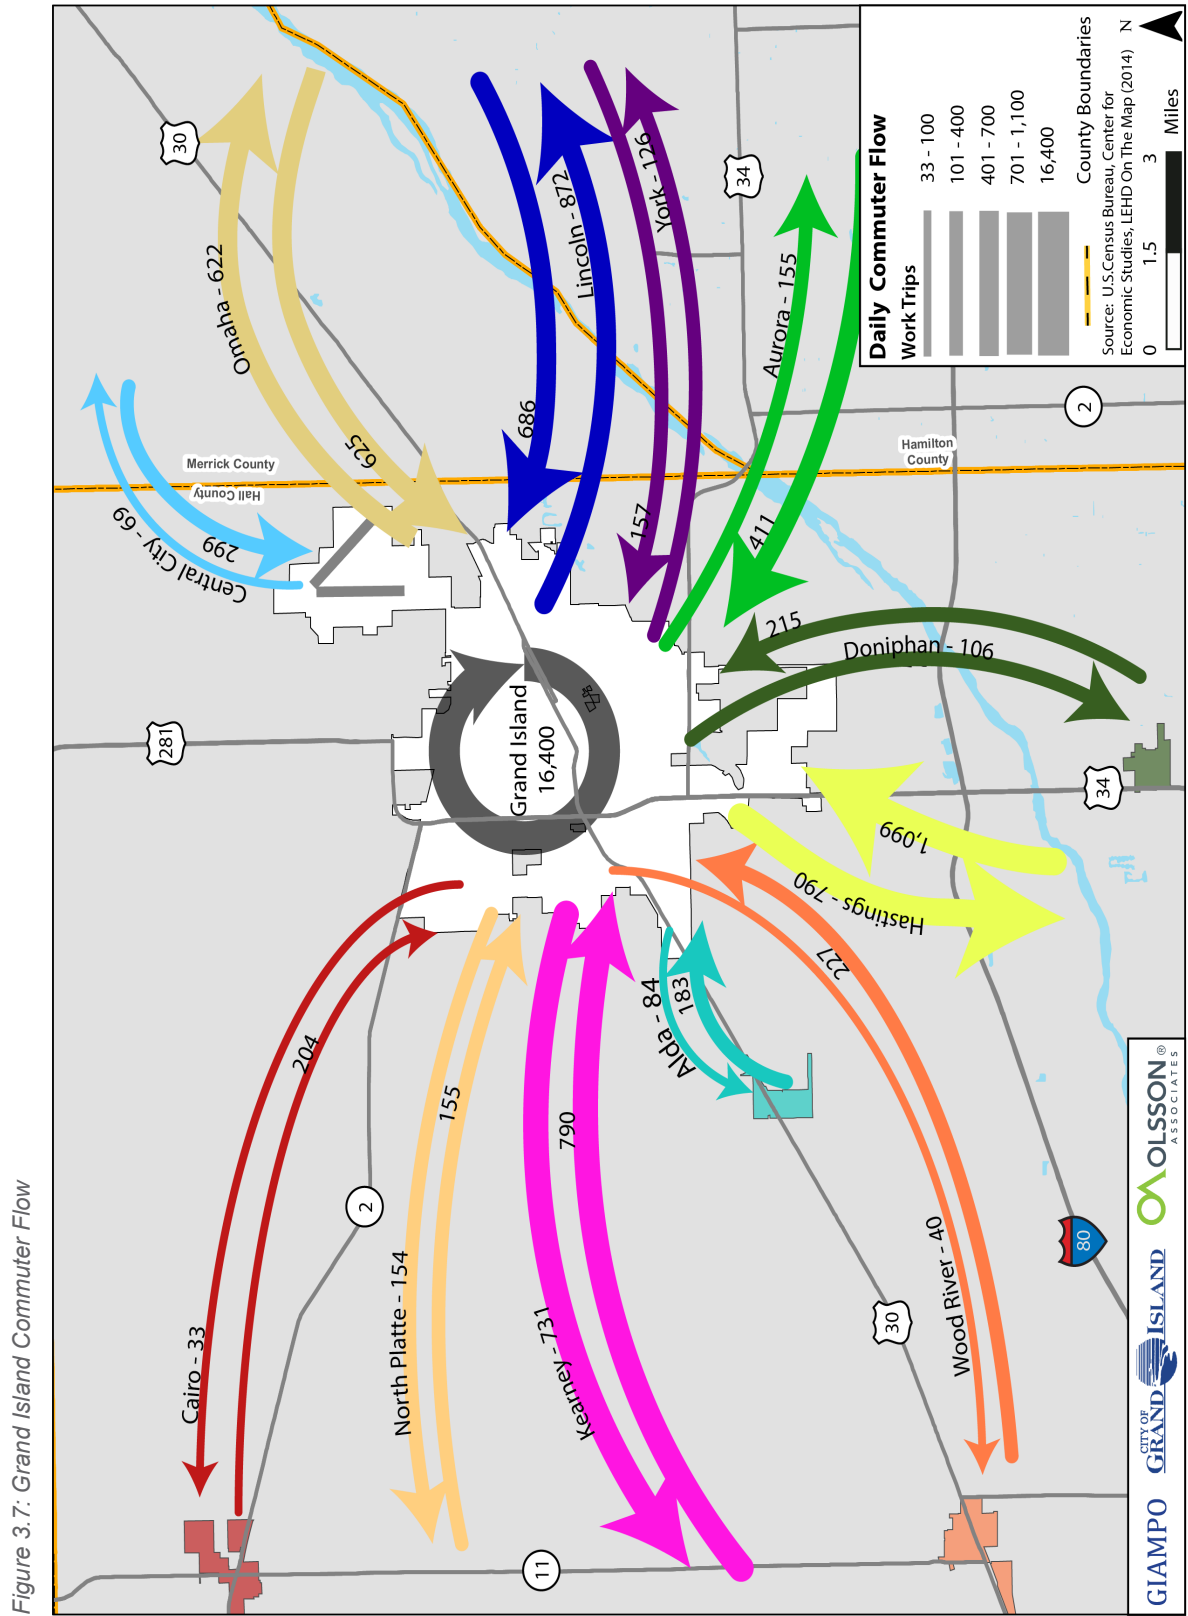 Figure 3.7: Grand Island Commuter Flow
Cairo - 33
204
North Platte - 154
155
Kearney - 731
790
Alda - 84
183
Wood River - 40
227
Hastings - 790
1,099
Doniphan - 106
215
Aurora - 155
411
York - 126
157
Lincoln - 872
686
Omaha - 622
625
Central City - 69
299
Grand Island
16,400
Merrick County
Hall County
Hamilton
County
30
281
2
11
30
80
34
34
2
Daily Commuter Flow
Work Trips
33 - 100
101 - 400
401 - 700
701 - 1,100
16,400
County Boundaries
Source: U.S.Census Bureau, Center for
Economic Studies, LEHD On The Map (2014)
N
0 1.5 3
Miles
GIAMPO
CITY OF
GRAND ISLAND
OLSSON ®
ASSOCIATES